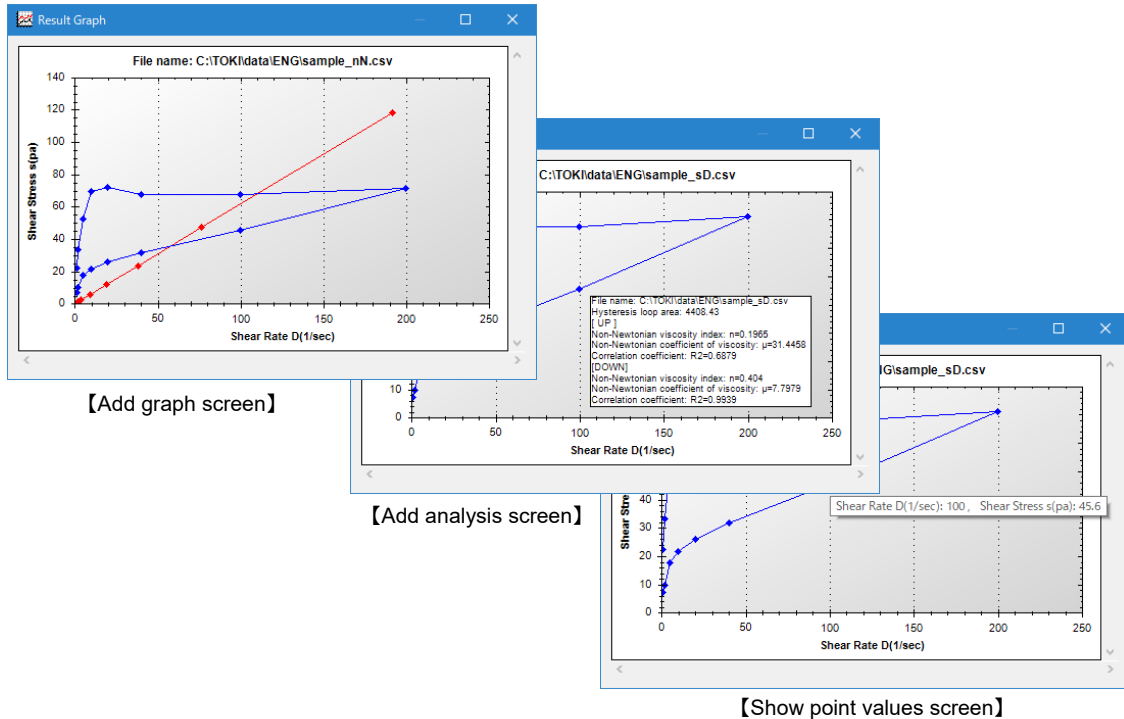 Result Graph
File name: C:\TOKI\data\ENG\sample_nN.csv
140
120
100
80
60
40
20
0
Shear Stress s(pa)
0 50 100 150 200 250
Shear Rate D(1/sec)
【Add graph screen】
C:\TOKI\data\ENG\sample_sD.csv
File name: C:\TOKI\data\ENG\sample_sD.csv
Hysteresis loop area: 4408.43
[ UP ]
Non-Newtonian viscosity index: n=0.1965
Non-Newtonian coefficient of viscosity: μ=31.4458
Correlation coefficient: R2=0.6879
[DOWN]
Non-Newtonian viscosity index: n=0.404
Non-Newtonian coefficient of viscosity: μ=7.7979
Correlation coefficient: R2=0.9939
10
0
0 50 100 150 200 250
Shear Rate D(1/sec)
【Add analysis screen】
IG\sample_sD.csv
Shear Rate D(1/sec): 100 , Shear Stress s(pa): 45.6
40
30
20
10
0
Shear Stres
0 50 100 150 200 250
Shear Rate D(1/sec)
【Show point values screen】